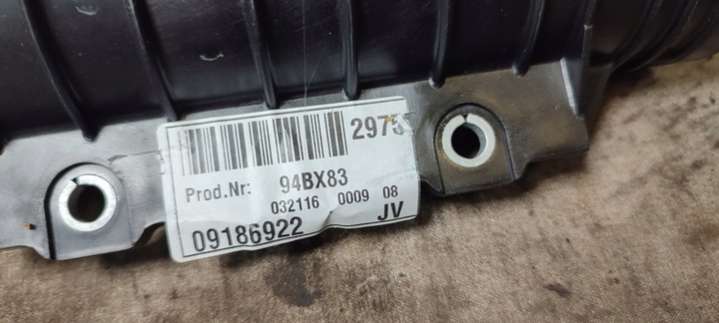 2975
Prod.Nr: 94BX83
032116 0009 08
09186922 JV